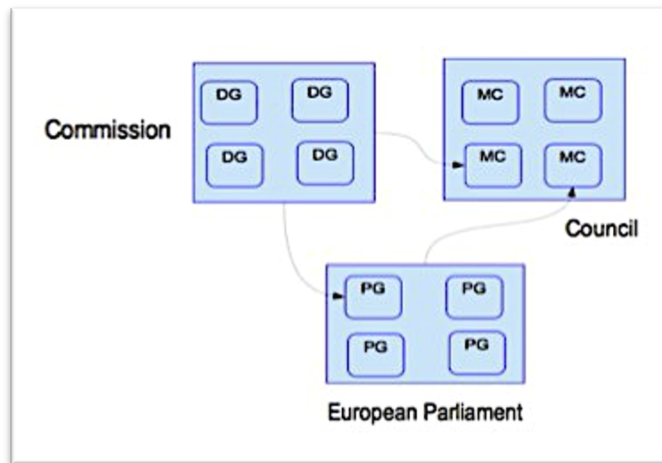 Commission
DG
DG
DG
DG
MC
MC
MC
MC
Council
PG
PG
PG
PG
European Parliament